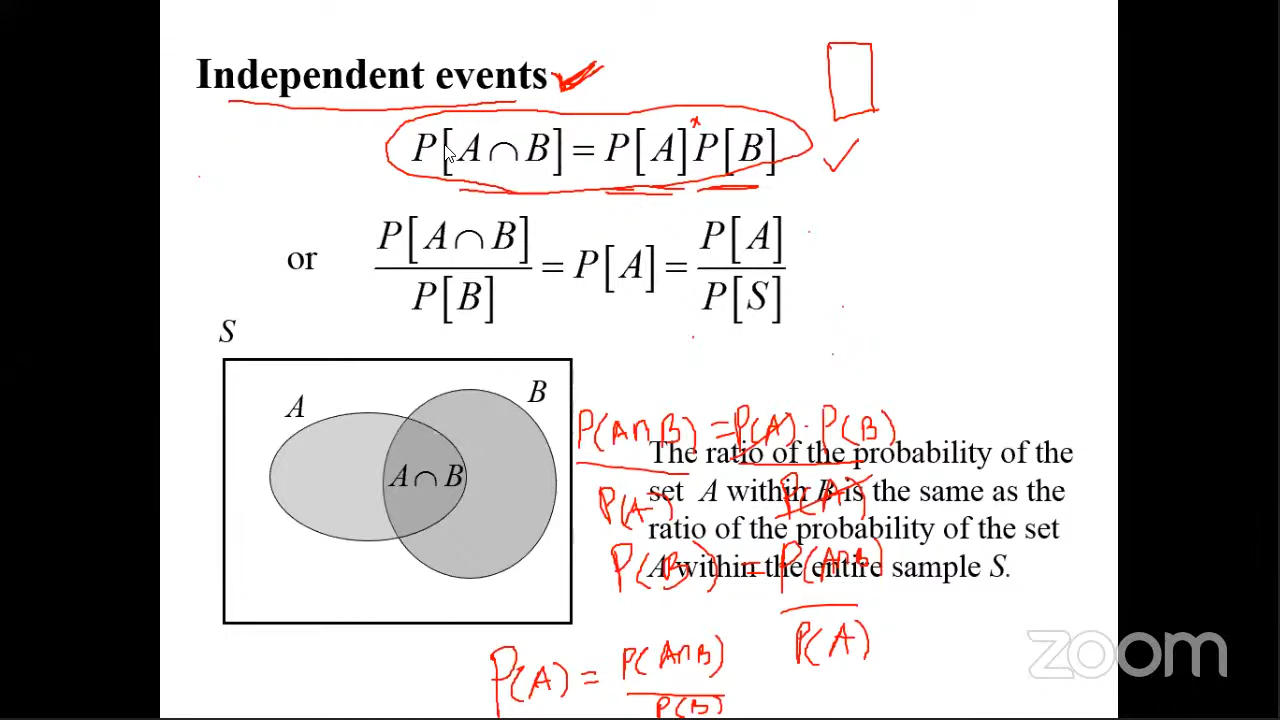 Independent events
P[A ∩ B] = P[A] × P[B]
or P[A ∩ B] / P[B] = P[A] = P[A] / P[S]
S
A
B
A ∩ B
The ratio of the probability of the
set A within B is the same as the
ratio of the probability of the set
A within the entire sample S.
P(A∩B) / P(A) = P(A) · P(B) / P(A)
P(B) = P(A∩B) / P(A)
P(A) = P(A∩B) / P(B)
zoom